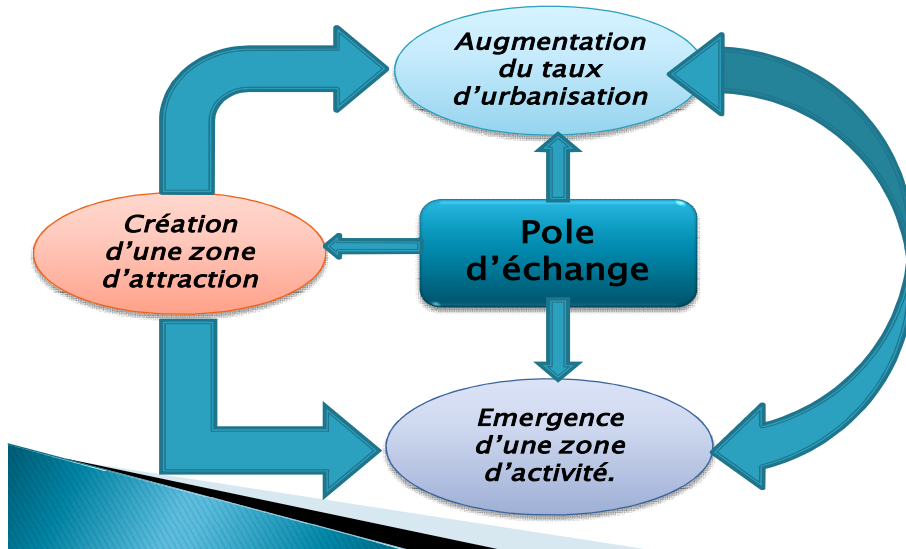 Augmentation
du taux
d'urbanisation
Création
d'une zone
d'attraction
Pole
d'échange
Emergence
d'une zone
d'activité.